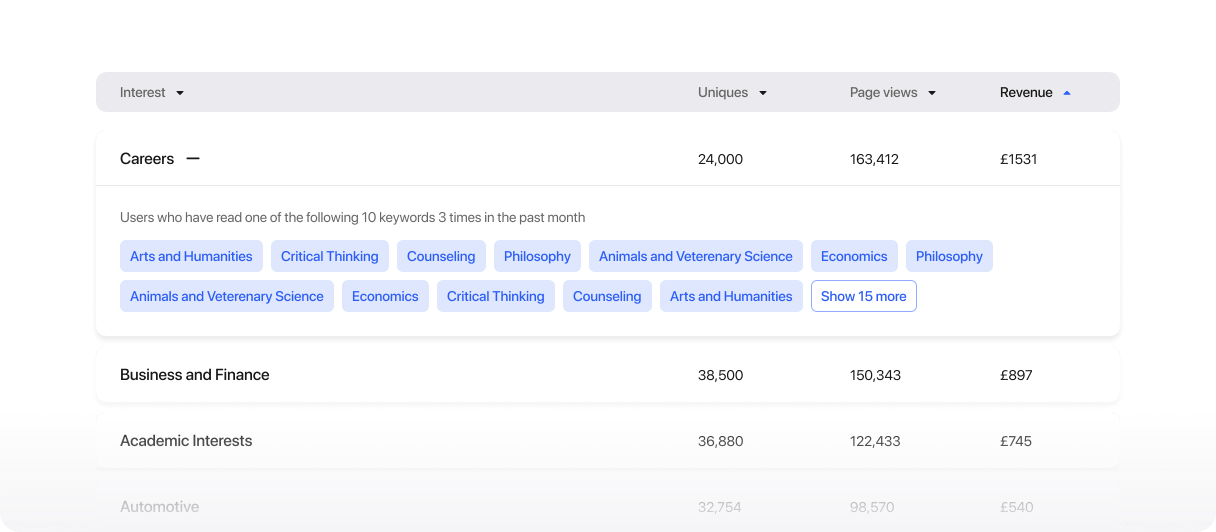 Interest Uniques Page views Revenue
Careers 24,000 163,412 £1531
Users who have read one of the following 10 keywords 3 times in the past month
Arts and Humanities Critical Thinking Counseling Philosophy Animals and Veterenary Science Economics Philosophy
Animals and Veterenary Science Economics Critical Thinking Counseling Arts and Humanities Show 15 more
Business and Finance 38,500 150,343 £897
Academic Interests 36,880 122,433 £745
Automotive 32,754 98,570 £540